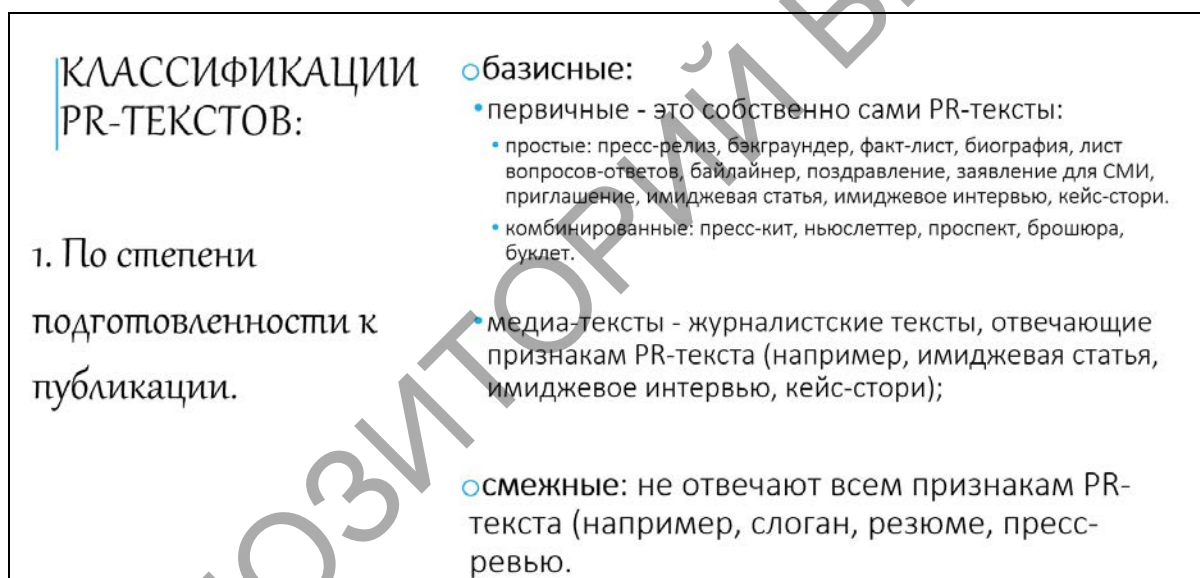 КЛАССИФИКАЦИИ
PR-ТЕКСТОВ:
1. По степени
подготовленности к
публикации.
базисные:
первичные - это собственно сами PR-тексты:
простые: пресс-релиз, бэкграундер, факт-лист, биография, лист
вопросов-ответов, байлайнер, поздравление, заявление для СМИ,
приглашение, имиджевая статья, имиджевое интервью, кейс-стори.
комбинированные: пресс-кит, ньюслеттер, проспект, брошюра,
буклет.
медиа-тексты - журналистские тексты, отвечающие
признакам PR-текста (например, имиджевая статья,
имиджевое интервью, кейс-стори);
смежные: не отвечают всем признакам PR-
текста (например, слоган, резюме, пресс-
ревью.